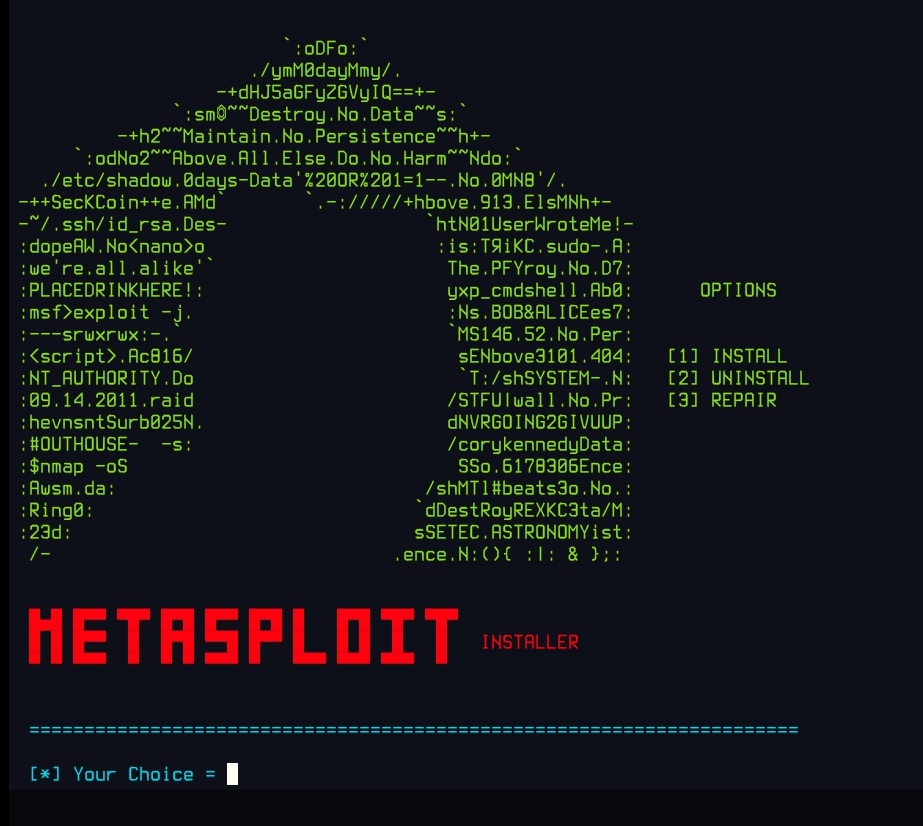 `:oDFo:`
./ymM0dayMmy/.
-+dHJ5aGFyZGVyIQ==+-
`:sm@~~Destroy.No.Data~~s:`
-+h2~~Maintain.No.Persistence~~h+-
`:odNo2~~Above.All.Else.Do.No.Harm~~Ndo:`
./etc/shadow.0days-Data'%20OR%201=1--.No.0MN8'/.
-++SecKCoin++e.AMd` `.-://///+hbove.913.ElsMNh+-
-~/.ssh/id_rsa.Des- `htN01UserWroteMe!-
:dopeAW.No<nano>o :is:TЯiKC.sudo-.A:
:we're.all.alike'` The.PFYroy.No.D7:
:PLACEDRINKHERE!: yxp_cmdshell.Ab0: OPTIONS
:msf>exploit -j. :Ns.BOB&ALICEes7:
:---srwxrwx:-.` `MS146.52.No.Per:
:<script>.Ac816/ sENbove3101.404: [1] INSTALL
:NT_AUTHORITY.Do `T:/shSYSTEM-.N: [2] UNINSTALL
:09.14.2011.raid /STFU|wall.No.Pr: [3] REPAIR
:hevnsntSurb025N. dNVRGOING2GIVUUP:
:#OUTHOUSE- -s: /corykennedyData:
:$nmap -oS SSo.6178306Ence:
:Awsm.da: /shMTl#beats3o.No.:
:Ring0: `dDestRoyREXKC3ta/M:
:23d: sSETEC.ASTRONOMYist:
/- .ence.N:(){ :|: & };:
METASPLOIT INSTALLER
======================================================================
[*] Your Choice =